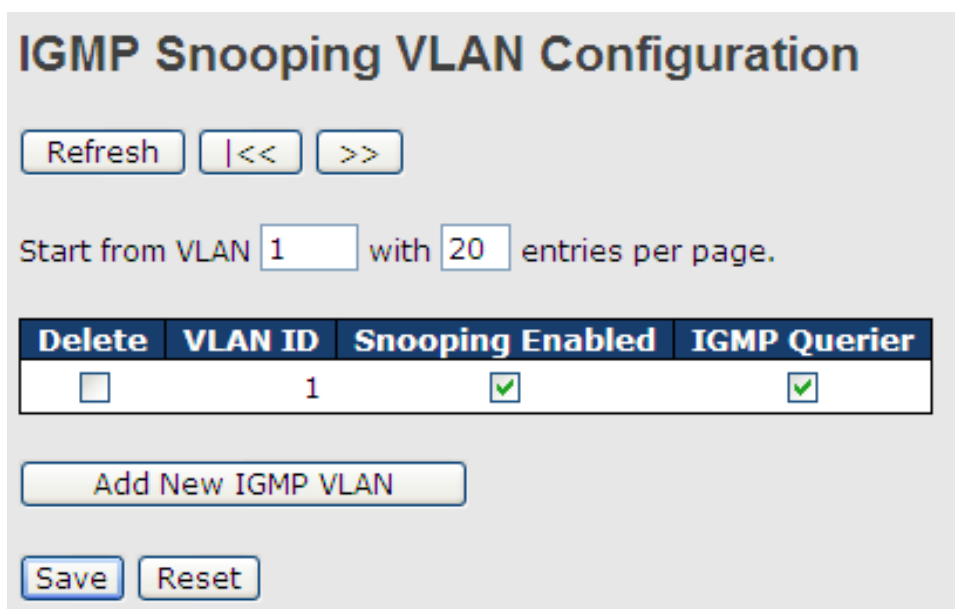 IGMP Snooping VLAN Configuration
Refresh |<< >>
Start from VLAN 1 with 20 entries per page.
Delete VLAN ID Snooping Enabled IGMP Querier
1
Add New IGMP VLAN
Save Reset